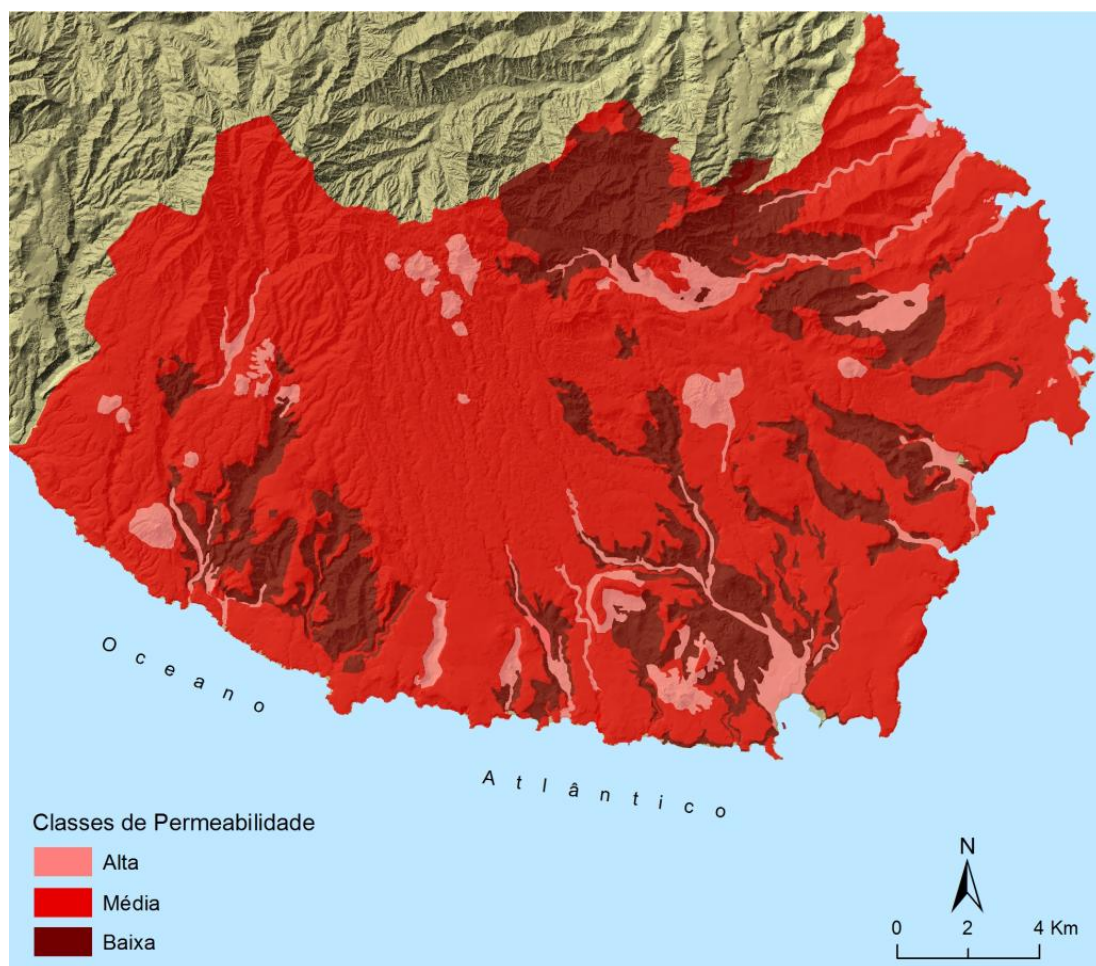 Oceano
Atlântico
Classes de Permeabilidade
Alta
Média
Baixa
N
0 2 4 Km